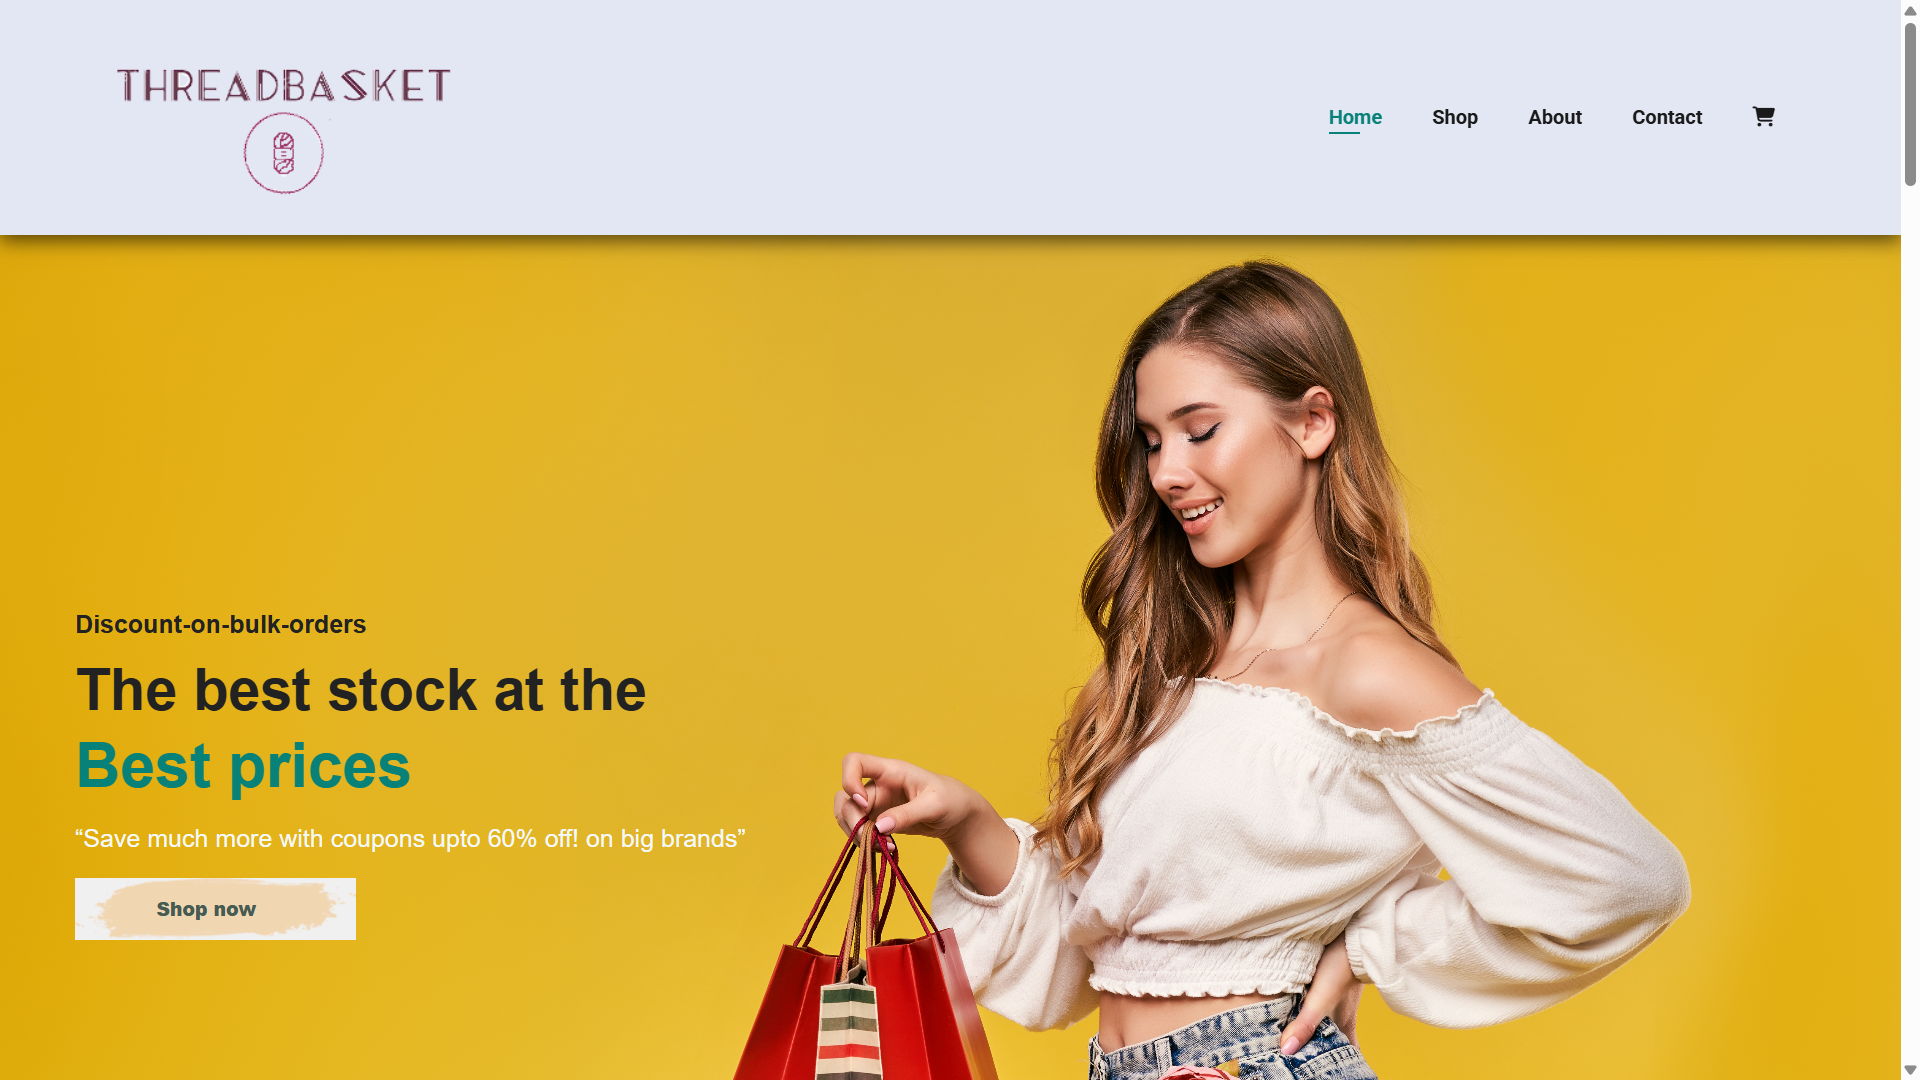 THREADBASKET
Home Shop About Contact
Discount-on-bulk-orders
The best stock at the
Best prices
“Save much more with coupons upto 60% off! on big brands”
Shop now